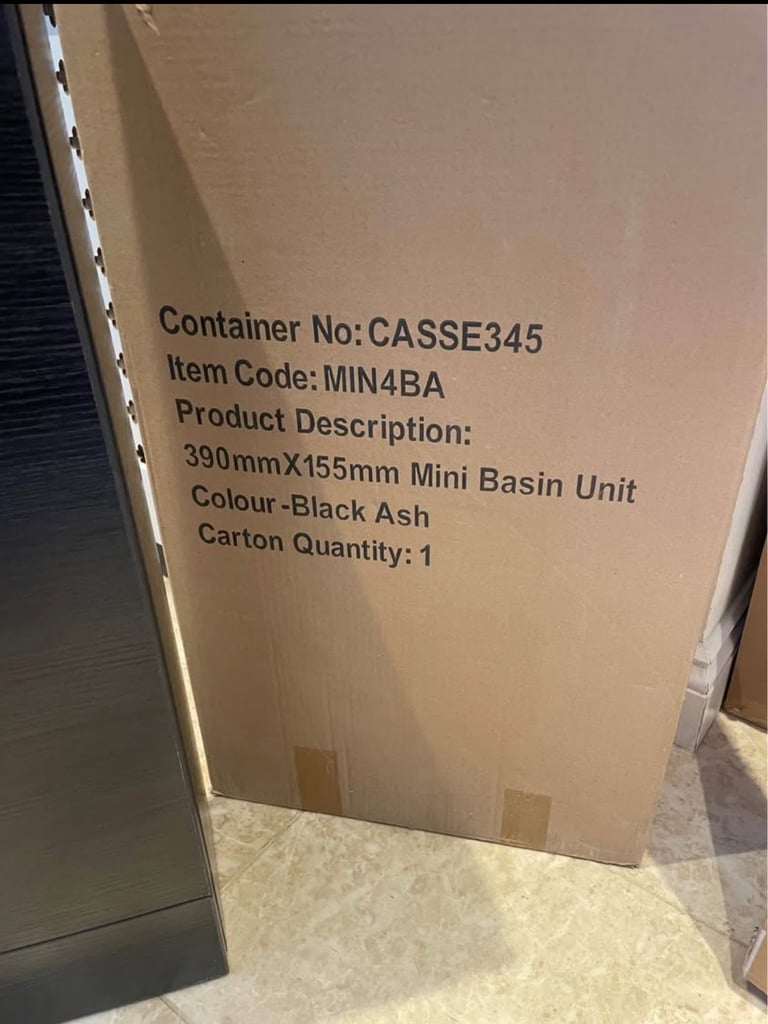 Container No: CASSE345
Item Code: MIN4BA
Product Description:
390mmX155mm Mini Basin Unit
Colour-Black Ash
Carton Quantity: 1